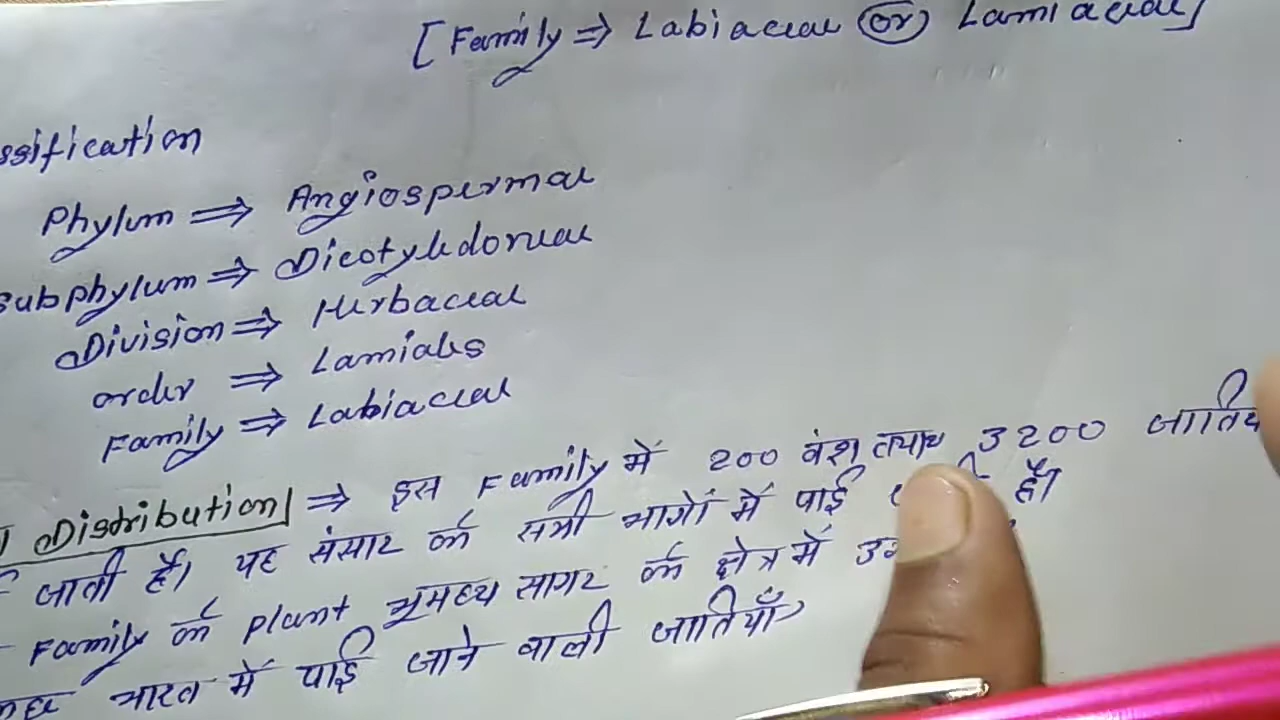 [Family ⇒ Labiaceae (or) Lamiaceae]
ssification
Phylum ⇒ Angiospermae
Subphylum ⇒ Dicotyledoneae
Division ⇒ Herbaceae
order ⇒ Lamiales
Family ⇒ Labiaceae
Distribution ⇒ इस Family में 200 वंश तथा 3200 जातिय
जाती है। यह संसार के सभी भागों में पाई है।
Family के plant भूमध्य सागर के क्षेत्र में
भारत में पाई जाने वाली जातियाँ